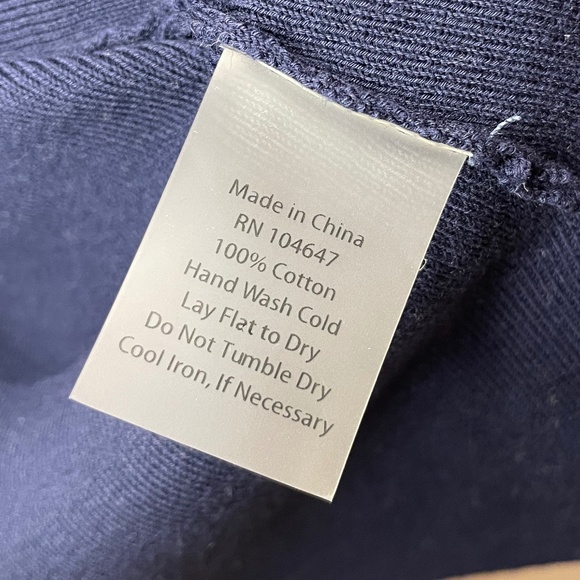 Made in China
RN 104647
100% Cotton
Hand Wash Cold
Lay Flat to Dry
Do Not Tumble Dry
Cool Iron, If Necessary